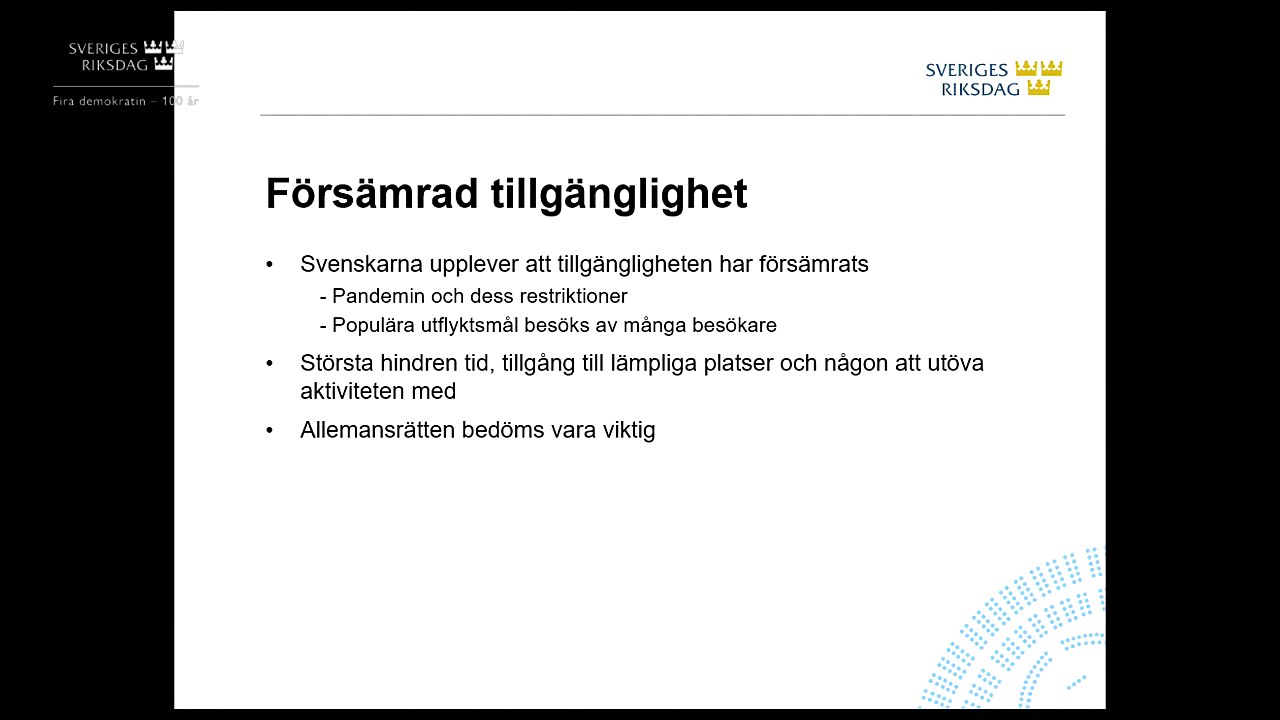 SVERIGES
RIKSDAG
Fira demokratin – 100 år
SVERIGES
RIKSDAG
Försämrad tillgänglighet
• Svenskarna upplever att tillgängligheten har försämrats
- Pandemin och dess restriktioner
- Populära utflyktsmål besöks av många besökare
• Största hindren tid, tillgång till lämpliga platser och någon att utöva
aktiviteten med
• Allemansrätten bedöms vara viktig